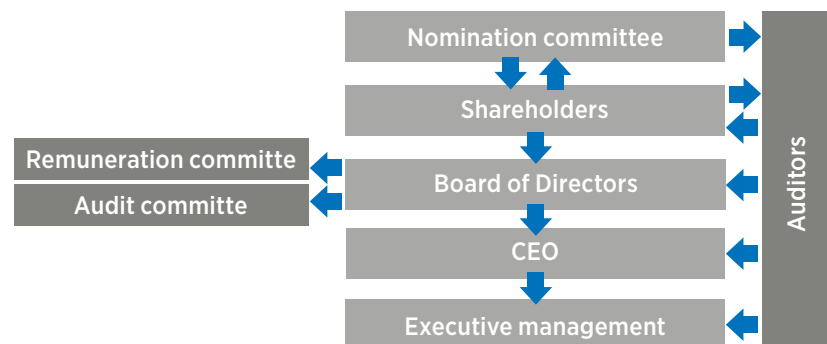 Nomination committee
Shareholders
Remuneration committe
Audit committe
Board of Directors
CEO
Executive management
Auditors